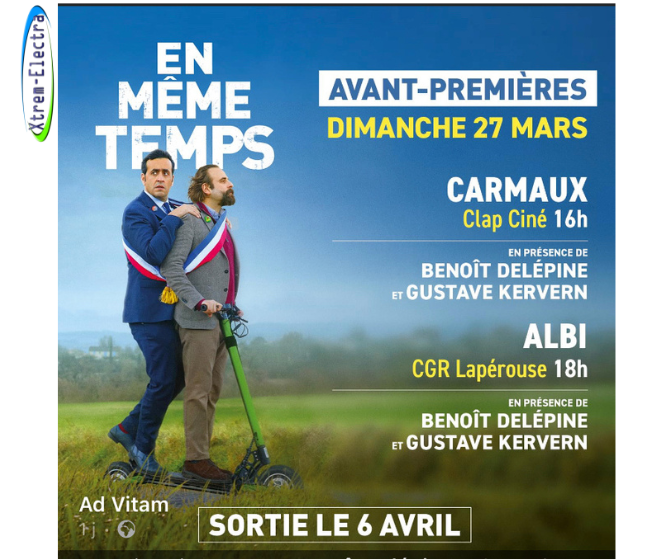 Xtrem-Electra
EN
MÊME
TEMPS
AVANT-PREMIÈRES
DIMANCHE 27 MARS
CARMAUX
Clap Ciné 16h
EN PRÉSENCE DE
BENOÎT DELÉPINE
ET GUSTAVE KERVERN
ALBI
CGR Lapérouse 18h
EN PRÉSENCE DE
BENOÎT DELÉPINE
ET GUSTAVE KERVERN
Ad Vitam
1 j ·
SORTIE LE 6 AVRIL